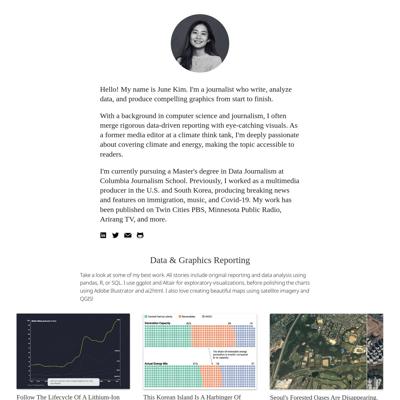 Hello! My name is June Kim. I'm a journalist who write, analyze
data, and produce compelling graphics from start to finish.
With a background in computer science and journalism, I often
merge rigorous data-driven reporting with eye-catching visuals. As
a former media editor at a climate think tank, I'm deeply passionate
about covering climate and energy, making the topic accessible to
readers.
I'm currently pursuing a Master's degree in Data Journalism at
Columbia Journalism School. Previously, I worked as a multimedia
producer in the U.S. and South Korea, producing breaking news
and features on immigration, music, and Covid-19. My work has
been published on Twin Cities PBS, Minnesota Public Radio,
Arirang TV, and more.
Data & Graphics Reporting
Take a look at some of my best work. All stories include original reporting and data analysis using
pandas, R, or SQL. I use ggplot and Altair for exploratory visualizations, before polishing the charts
using Adobe Illustrator and ai2html. I also love creating beautiful maps using satellite imagery and
QGIS!
Generation Capacity
Actual Energy Mix
Follow The Lifecycle Of A Lithium-Ion
This Korean Island Is A Harbinger Of
Seoul's Forested Oases Are Disappearing,